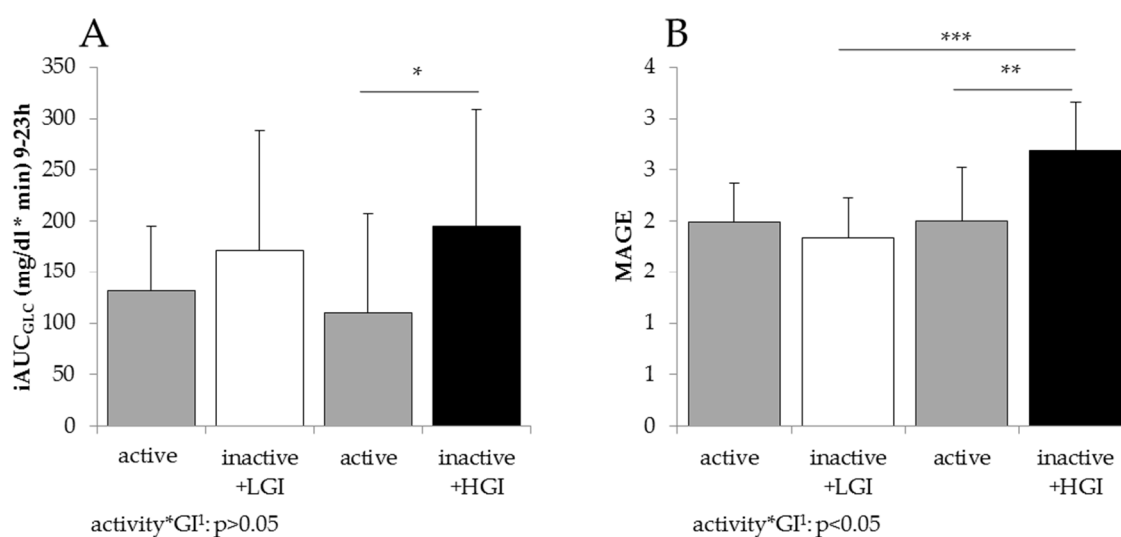 A
iAUCGLC (mg/dl * min) 9-23h
350
300
250
200
150
100
50
0
*
active
inactive
+LGI
active
inactive
+HGI
activity*GI¹: p>0.05
B
MAGE
4
3
3
2
2
1
1
0
***
**
active
inactive
+LGI
active
inactive
+HGI
activity*GI¹: p<0.05